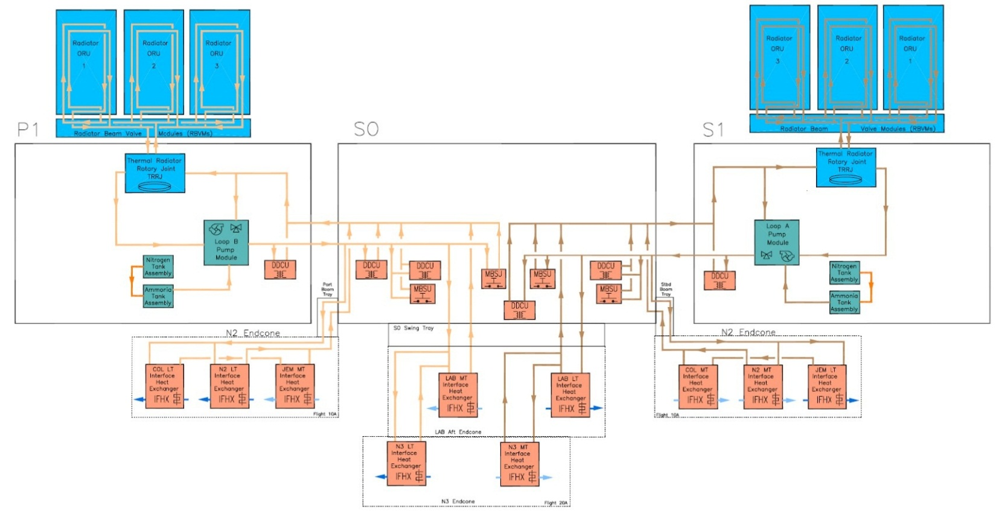 Radiator
ORU
1
Radiator
ORU
2
Radiator
ORU
3
Radiator
ORU
3
Radiator
ORU
2
Radiator
ORU
1
P1
Radiator Beam Valve Modules (RBVMs)
S0
S1
Radiator Beam Valve Modules (RBVMs)
Thermal Radiator
Rotary Joint
TRRJ
Thermal Radiator
Rotary Joint
TRRJ
Loop B
Pump
Module
Loop A
Pump
Module
Nitrogen
Tank
Assembly
Ammonia
Tank
Assembly
DDCU
DDCU
DDCU
MBSU
MBSU
MBSU
DDCU
DDCU
MBSU
DDCU
Nitrogen
Tank
Assembly
Ammonia
Tank
Assembly
Port
Boom
Tray
Stbd
Boom
Tray
S0 Swing Tray
N2 Endcone
N2 Endcone
COL LT
Interface
Heat
Exchanger
IFHX
N2 LT
Interface
Heat
Exchanger
IFHX
JEM MT
Interface
Heat
Exchanger
IFHX
Flight 10A
LAB MT
Interface
Heat
Exchanger
IFHX
LAB LT
Interface
Heat
Exchanger
IFHX
LAB Aft Endcone
COL MT
Interface
Heat
Exchanger
IFHX
N2 MT
Interface
Heat
Exchanger
IFHX
JEM LT
Interface
Heat
Exchanger
IFHX
Flight 10A
N3 LT
Interface
Heat
Exchanger
IFHX
N3 MT
Interface
Heat
Exchanger
IFHX
N3 Endcone
Flight 20A